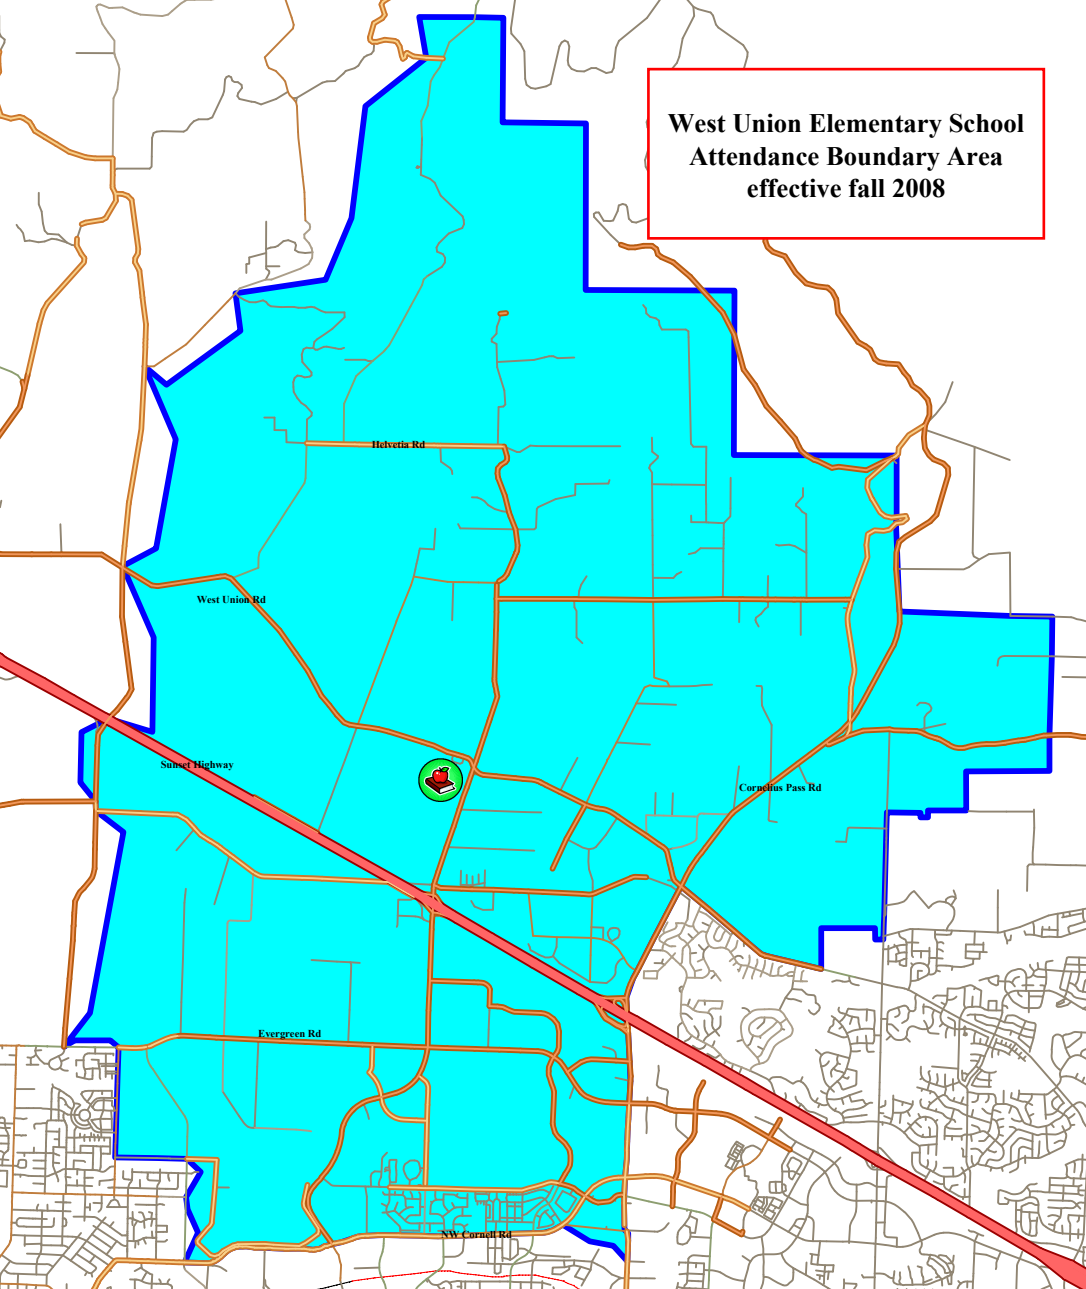 West Union Elementary School
Attendance Boundary Area
effective fall 2008
Helvetia Rd
West Union Rd
Sunset Highway
Cornelius Pass Rd
Evergreen Rd
NW Cornell Rd